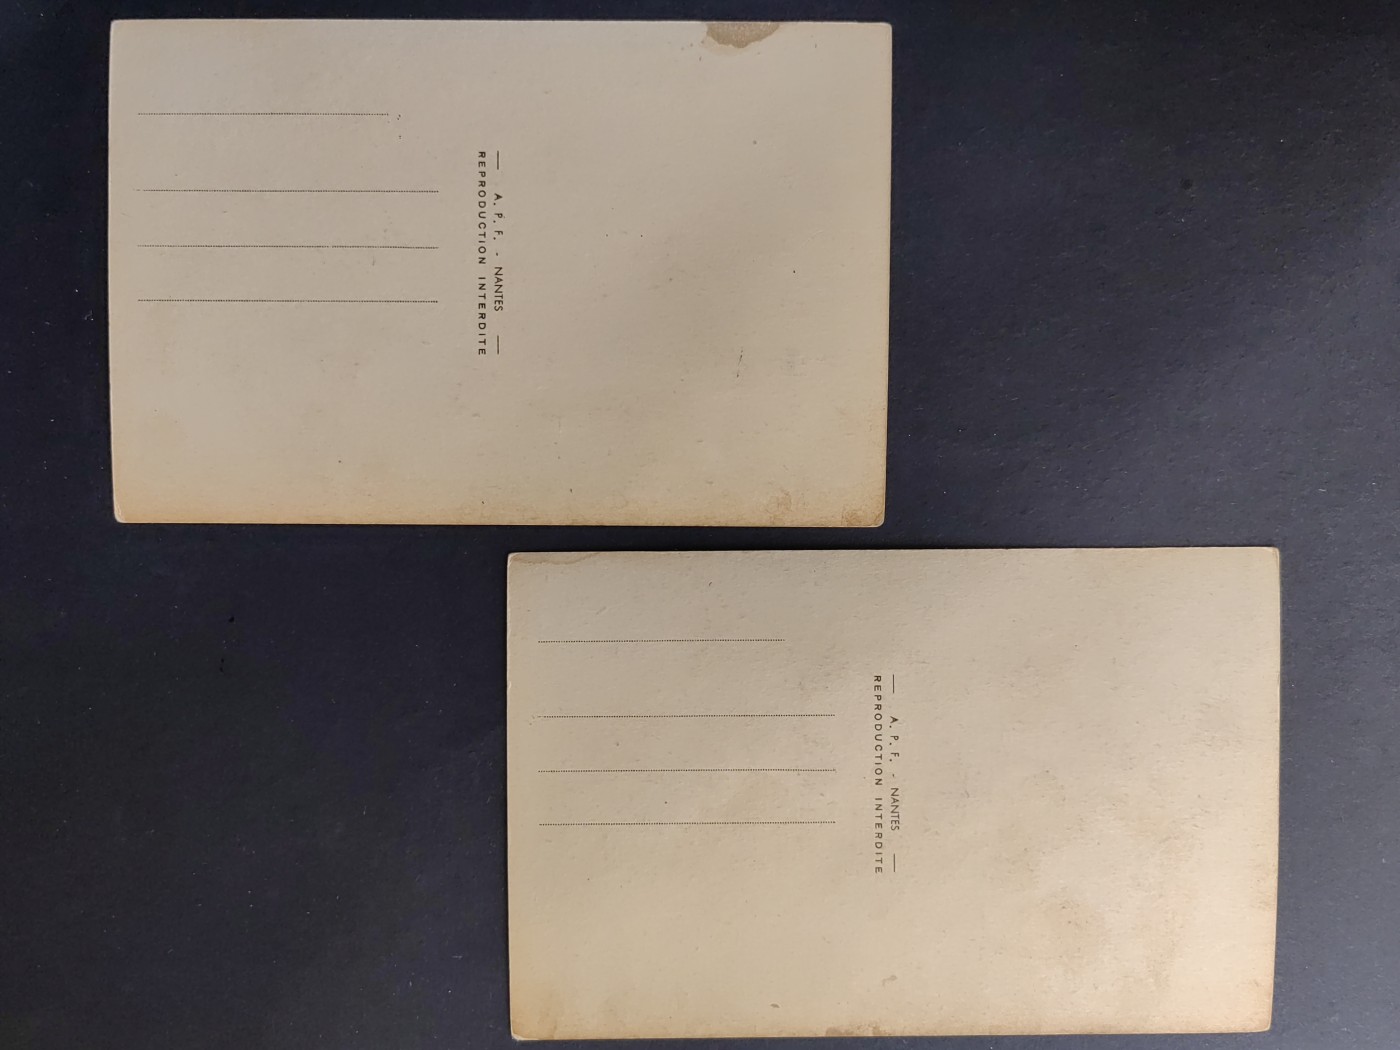 — A. P. F. - NANTES —
REPRODUCTION INTERDITE
— A. P. F. - NANTES —
REPRODUCTION INTERDITE